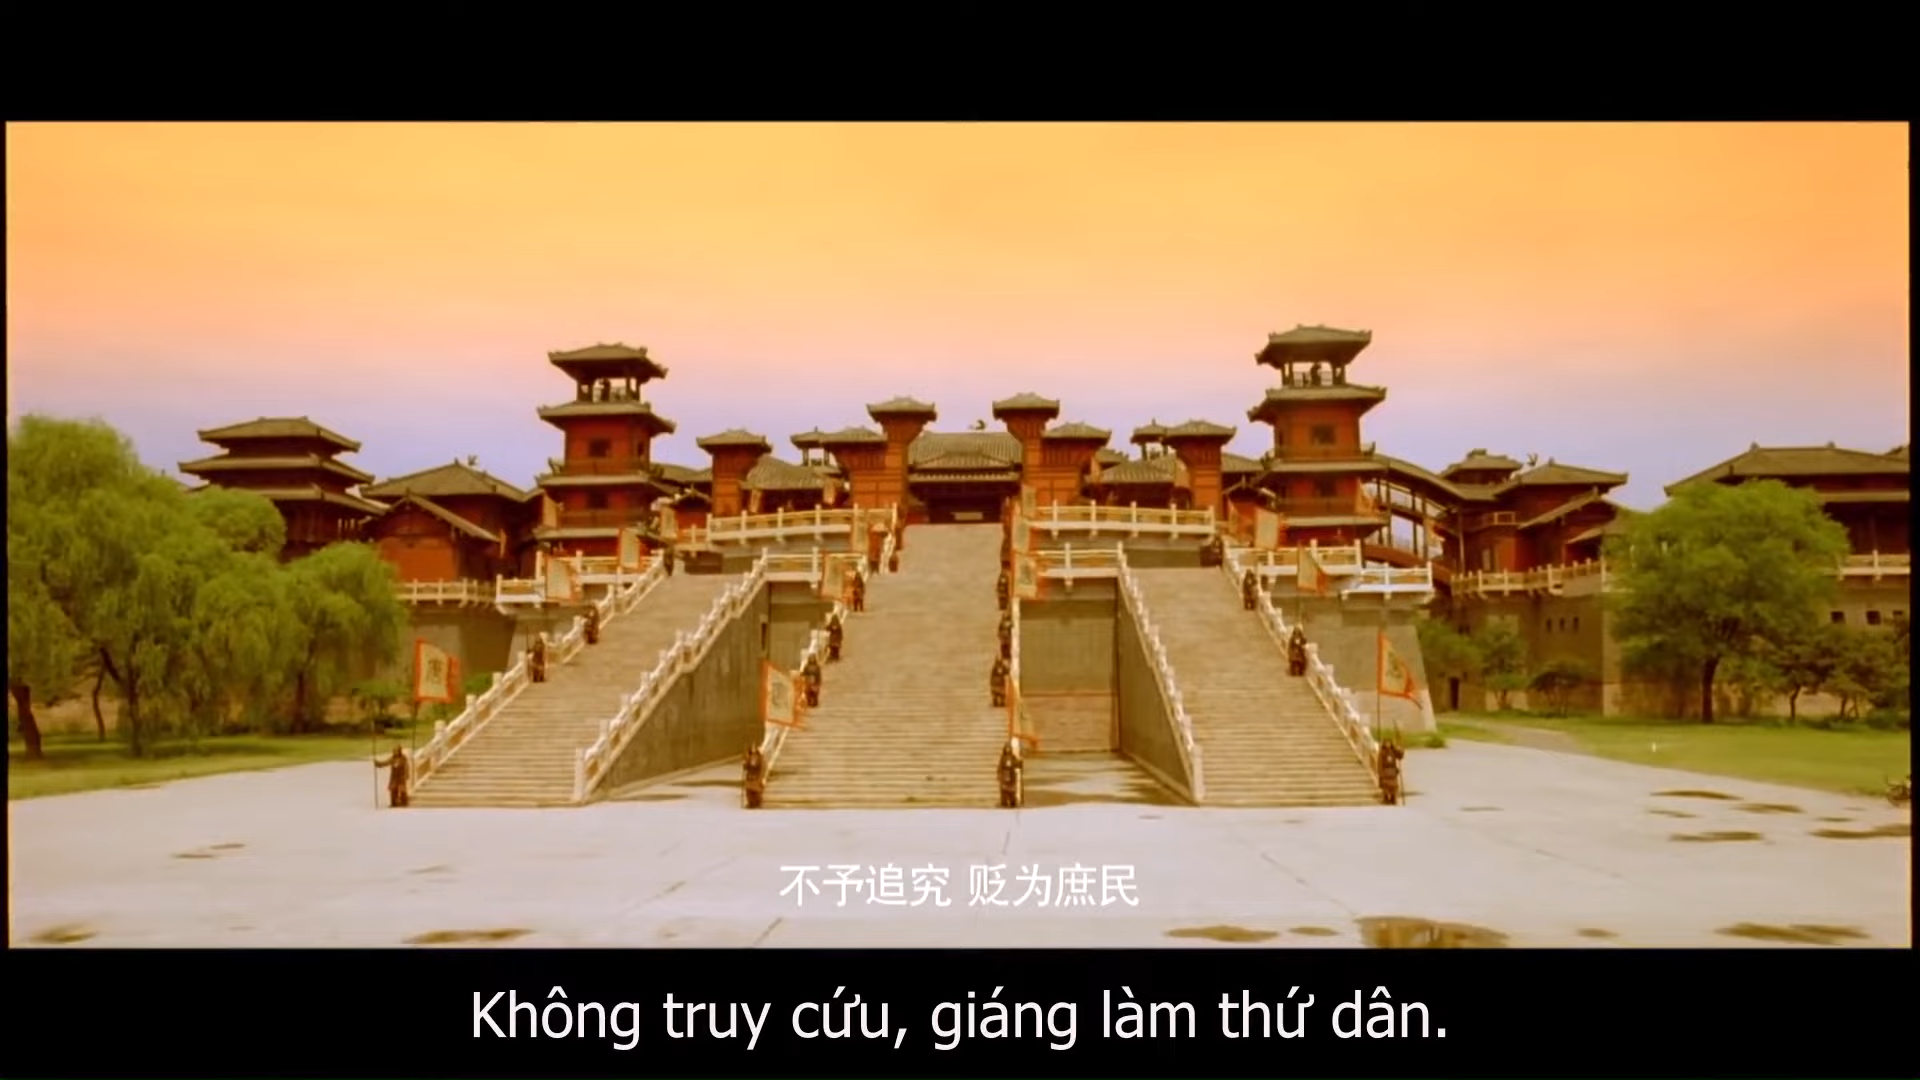 不予追究 贬为庶民
Không truy cứu, giáng làm thứ dân.